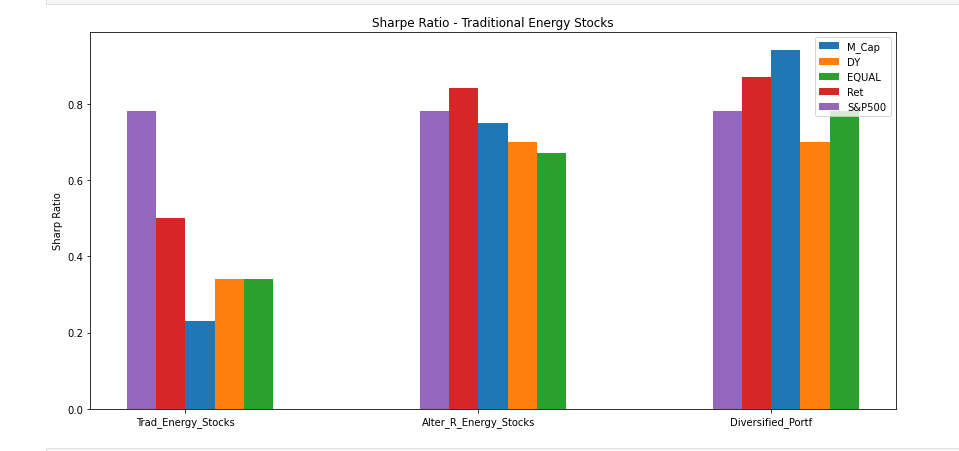 Sharpe Ratio - Traditional Energy Stocks
M_Cap
DY
EQUAL
Ret
S&P500
Sharp Ratio
0.8
0.6
0.4
0.2
0.0
Trad_Energy_Stocks
Alter_R_Energy_Stocks
Diversified_Portf